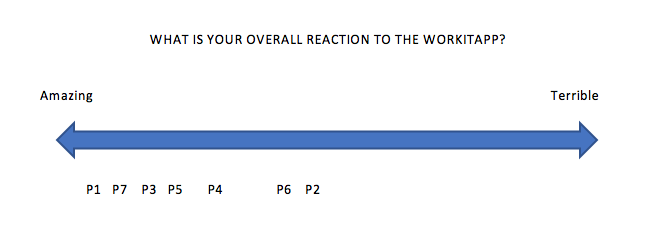 WHAT IS YOUR OVERALL REACTION TO THE WORKITAPP?
Amazing Terrible
P1 P7 P3 P5 P4 P6 P2